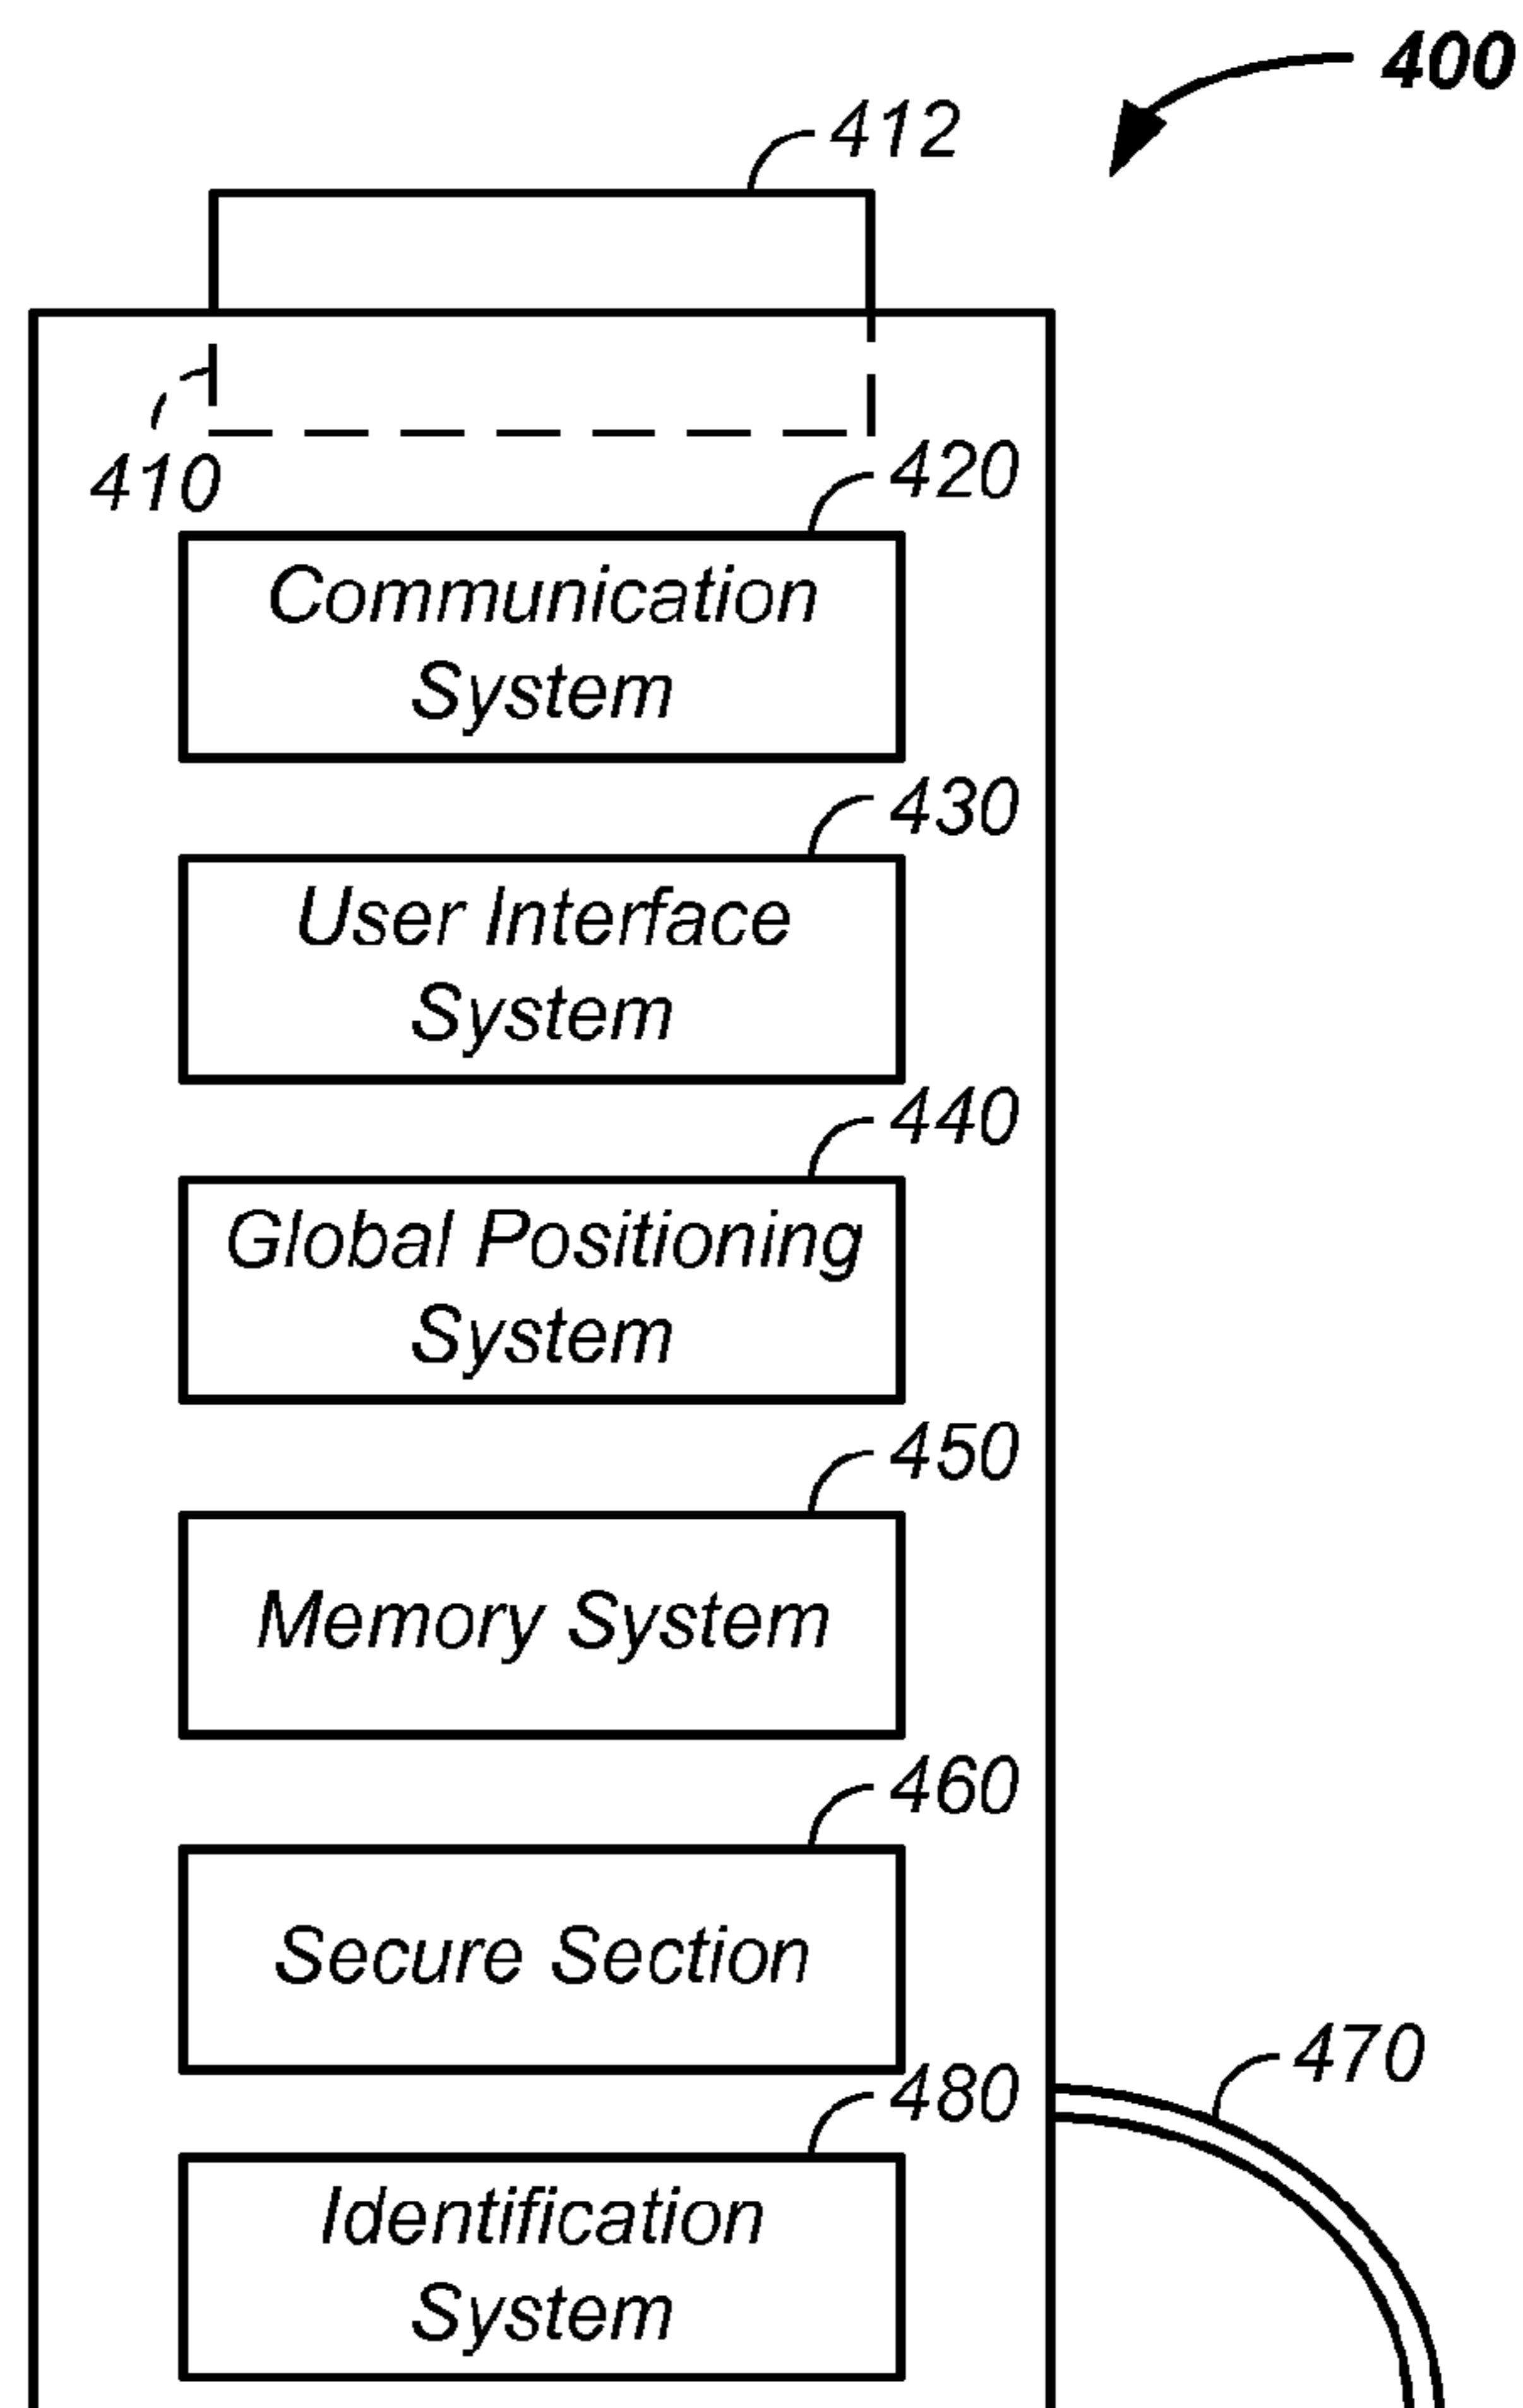 400
412
410
420
Communication
System
430
User Interface
System
440
Global Positioning
System
450
Memory System
460
Secure Section
470
480
Identification
System